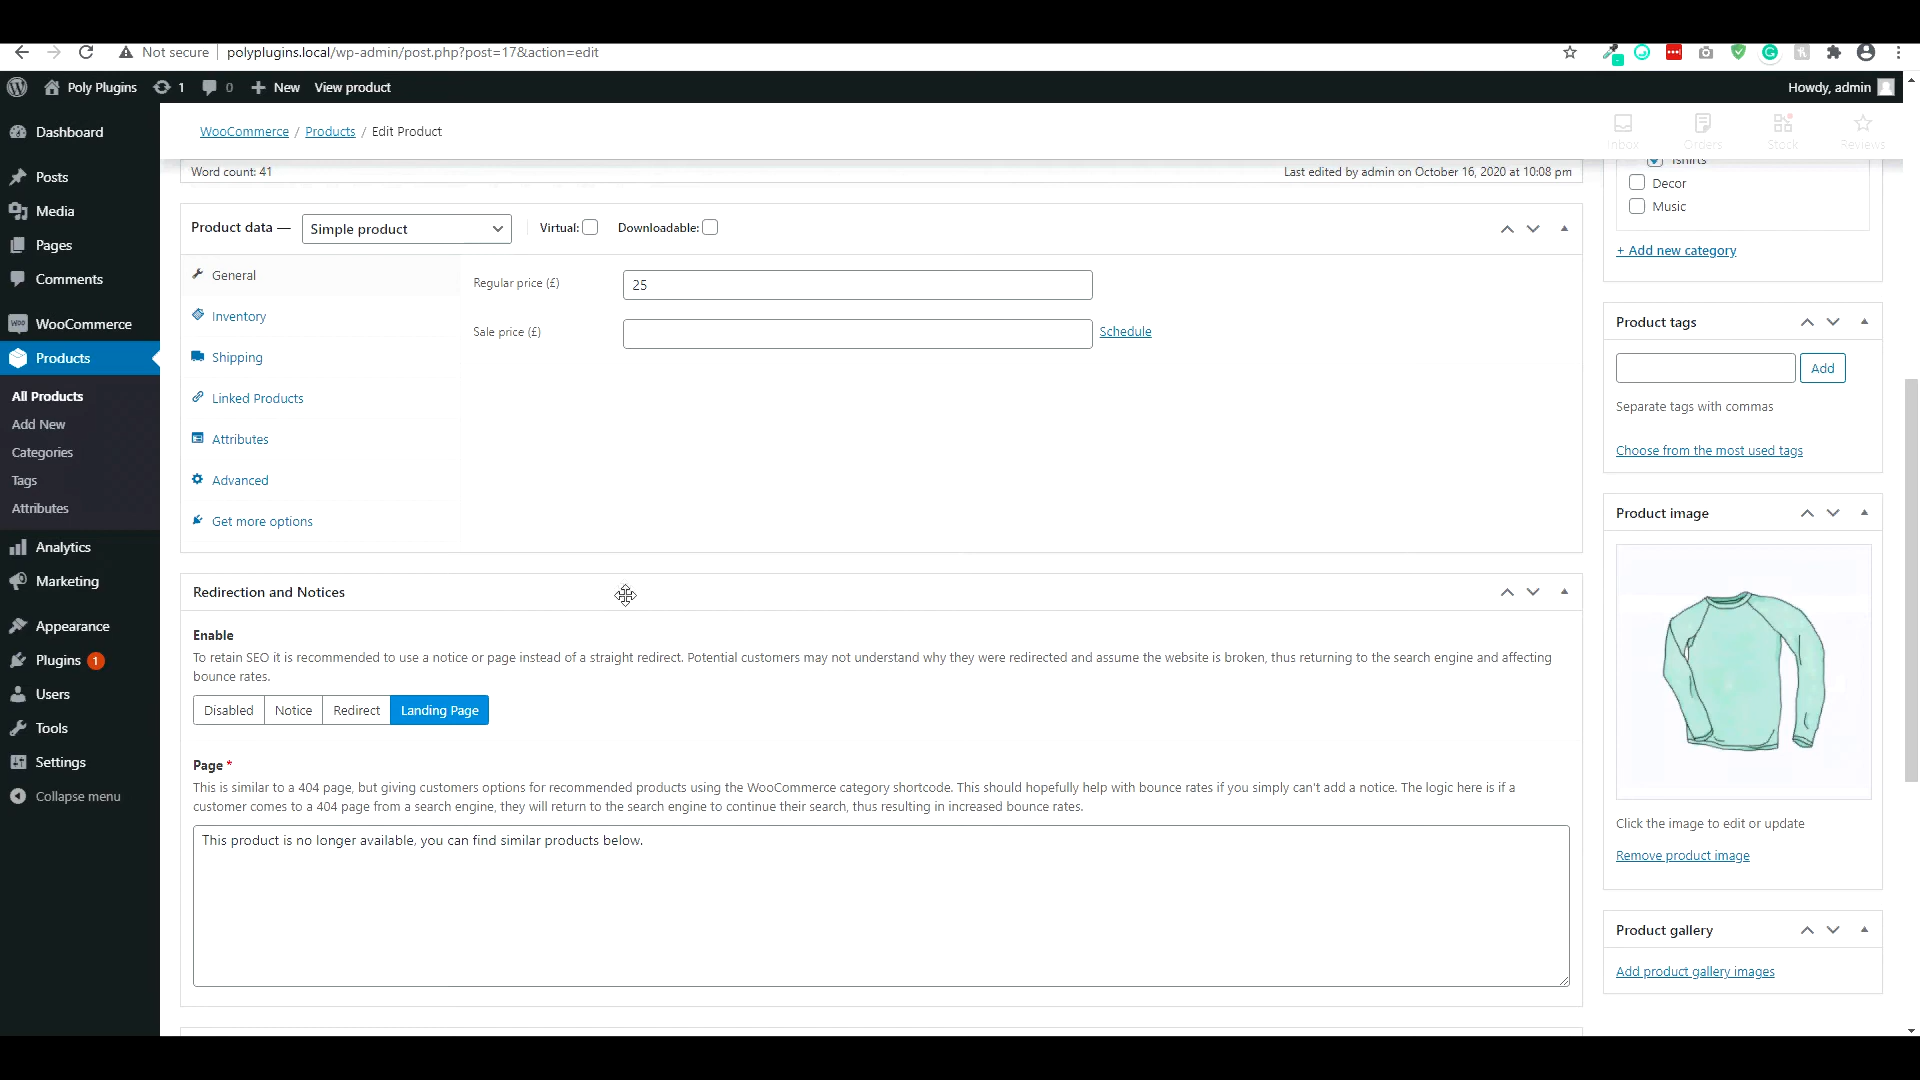 Not secure
polyplugins.local/wp-admin/post.php?post=17&action=edit
Poly Plugins
1
0
New
View product
Howdy, admin
Dashboard
Posts
Media
Pages
Comments
WooCommerce
Products
All Products
Add New
Categories
Tags
Attributes
Analytics
Marketing
Appearance
Plugins 1
Users
Tools
Settings
Collapse menu
WooCommerce / Products / Edit Product
Inbox
Orders
Stock
Reviews
Word count: 41
Last edited by admin on October 16, 2020 at 10:08 pm
Product data —
Simple product
Virtual:
Downloadable:
General
Inventory
Shipping
Linked Products
Attributes
Advanced
Get more options
Regular price (£)
25
Sale price (£)
Schedule
Redirection and Notices
Enable
To retain SEO it is recommended to use a notice or page instead of a straight redirect. Potential customers may not understand why they were redirected and assume the website is broken, thus returning to the search engine and affecting
bounce rates.
Disabled
Notice
Redirect
Landing Page
Page *
This is similar to a 404 page, but giving customers options for recommended products using the WooCommerce category shortcode. This should hopefully help with bounce rates if you simply can't add a notice. The logic here is if a
customer comes to a 404 page from a search engine, they will return to the search engine to continue their search, thus resulting in increased bounce rates.
This product is no longer available, you can find similar products below.
Tshirts
Decor
Music
+ Add new category
Product tags
Add
Separate tags with commas
Choose from the most used tags
Product image
Click the image to edit or update
Remove product image
Product gallery
Add product gallery images